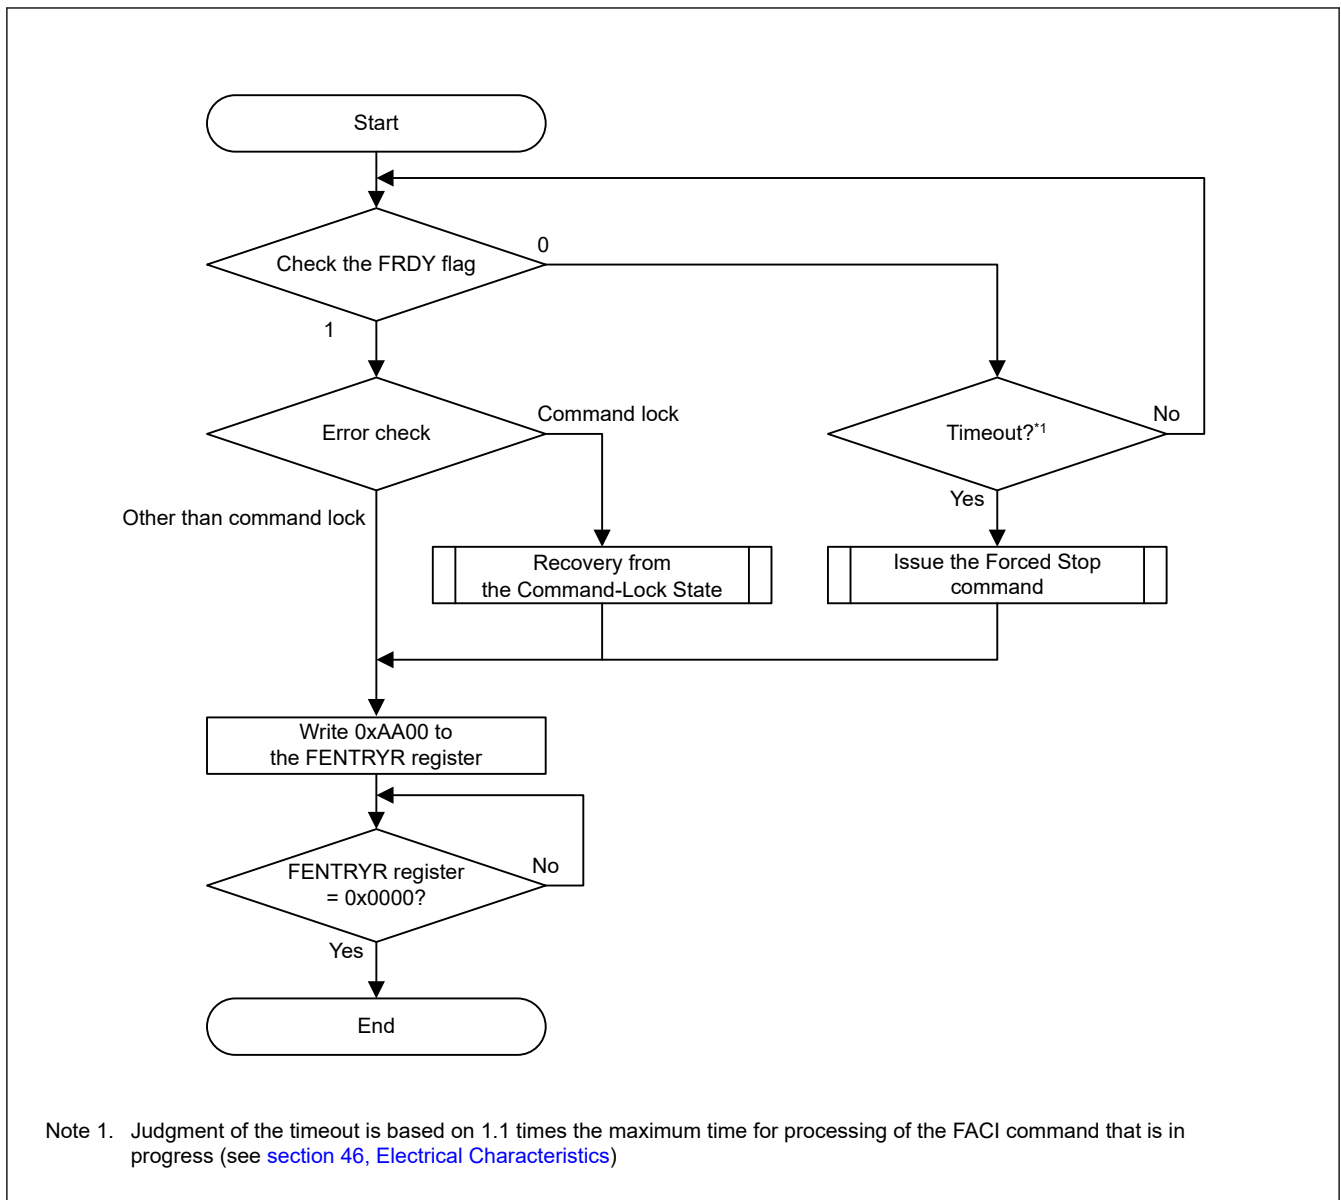 Start
Check the FRDY flag
0
1
Error check
Command lock
Timeout?*1
No
Other than command lock
Yes
Recovery from
the Command-Lock State
Issue the Forced Stop
command
Write 0xAA00 to
the FENTRYR register
FENTRYR register
= 0x0000?
No
Yes
End
Note 1. Judgment of the timeout is based on 1.1 times the maximum time for processing of the FACI command that is in
progress (see section 46, Electrical Characteristics)